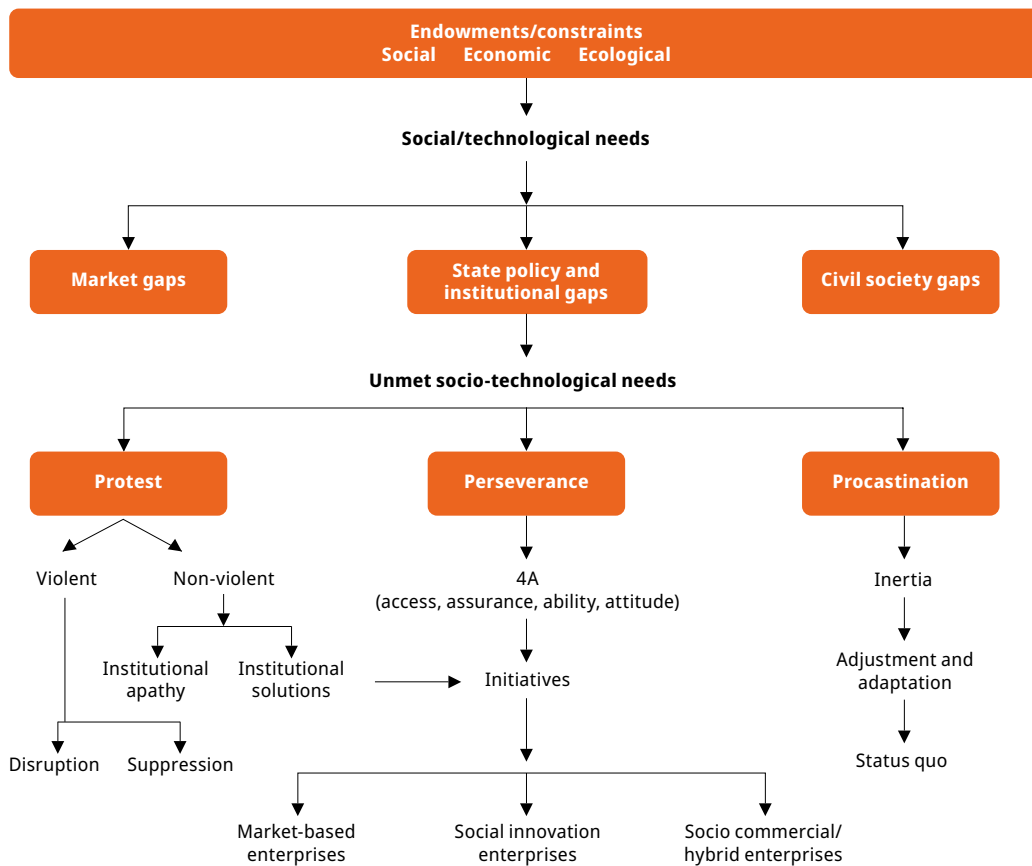 Endowments/constraints
Social Economic Ecological
Social/technological needs
Market gaps
State policy and
institutional gaps
Civil society gaps
Unmet socio-technological needs
Protest
Perseverance
Procastination
Violent
Non-violent
4A
(access, assurance, ability, attitude)
Inertia
Institutional
apathy
Institutional
solutions
Initiatives
Adjustment and
adaptation
Disruption
Suppression
Status quo
Market-based
enterprises
Social innovation
enterprises
Socio commercial/
hybrid enterprises